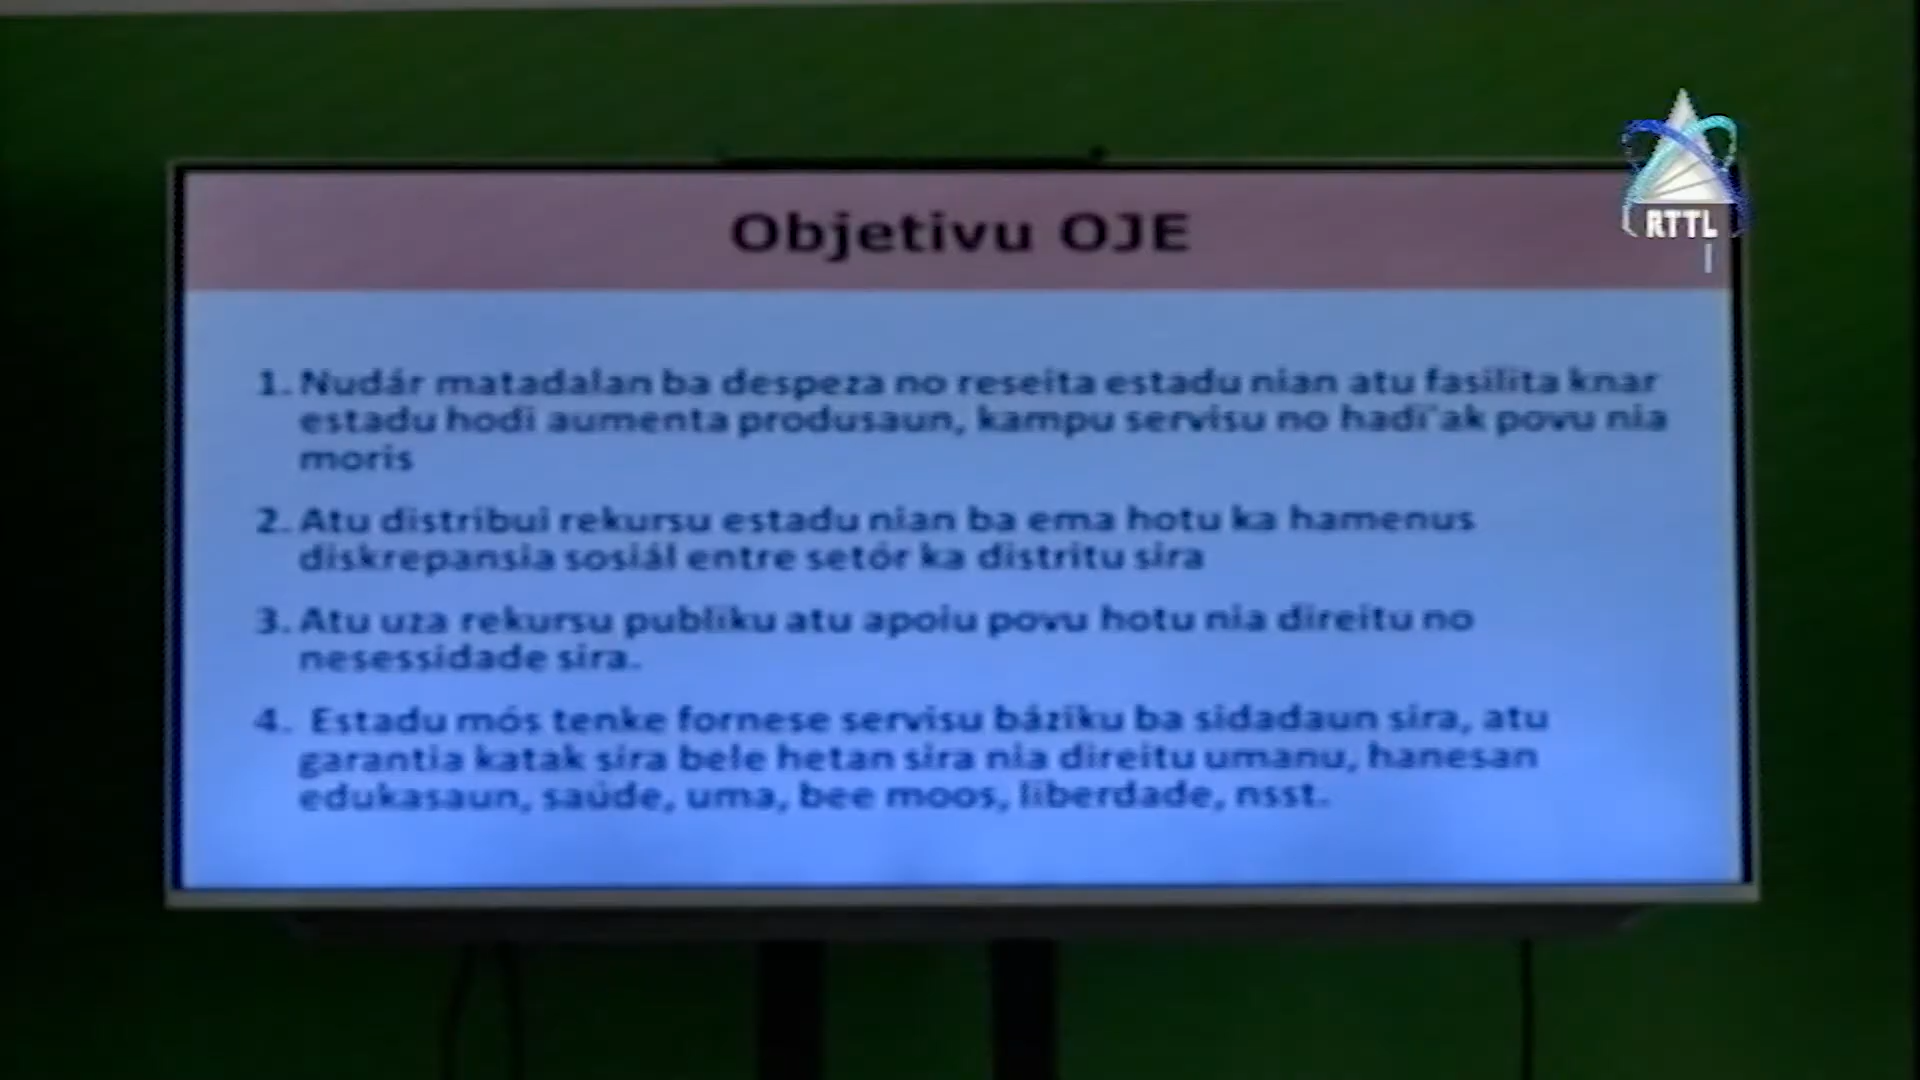 RTTL
Objetivu OJE
1. Nudár matadalan ba despeza no reseita estadu nian atu fasilita knar
estadu hodi aumenta produsaun, kampu servisu no hadi'ak povu nia
moris
2. Atu distribui rekursu estadu nian ba ema hotu ka hamenus
diskrepansia sosiál entre setór ka distritu sira
3. Atu uza rekursu publiku atu apoiu povu hotu nia direitu no
nesessidade sira.
4. Estadu mós tenke fornese servisu báziku ba sidadaun sira, atu
garantia katak sira bele hetan sira nia direitu umanu, hanesan
edukasaun, saúde, uma, bee moos, liberdade, nsst.